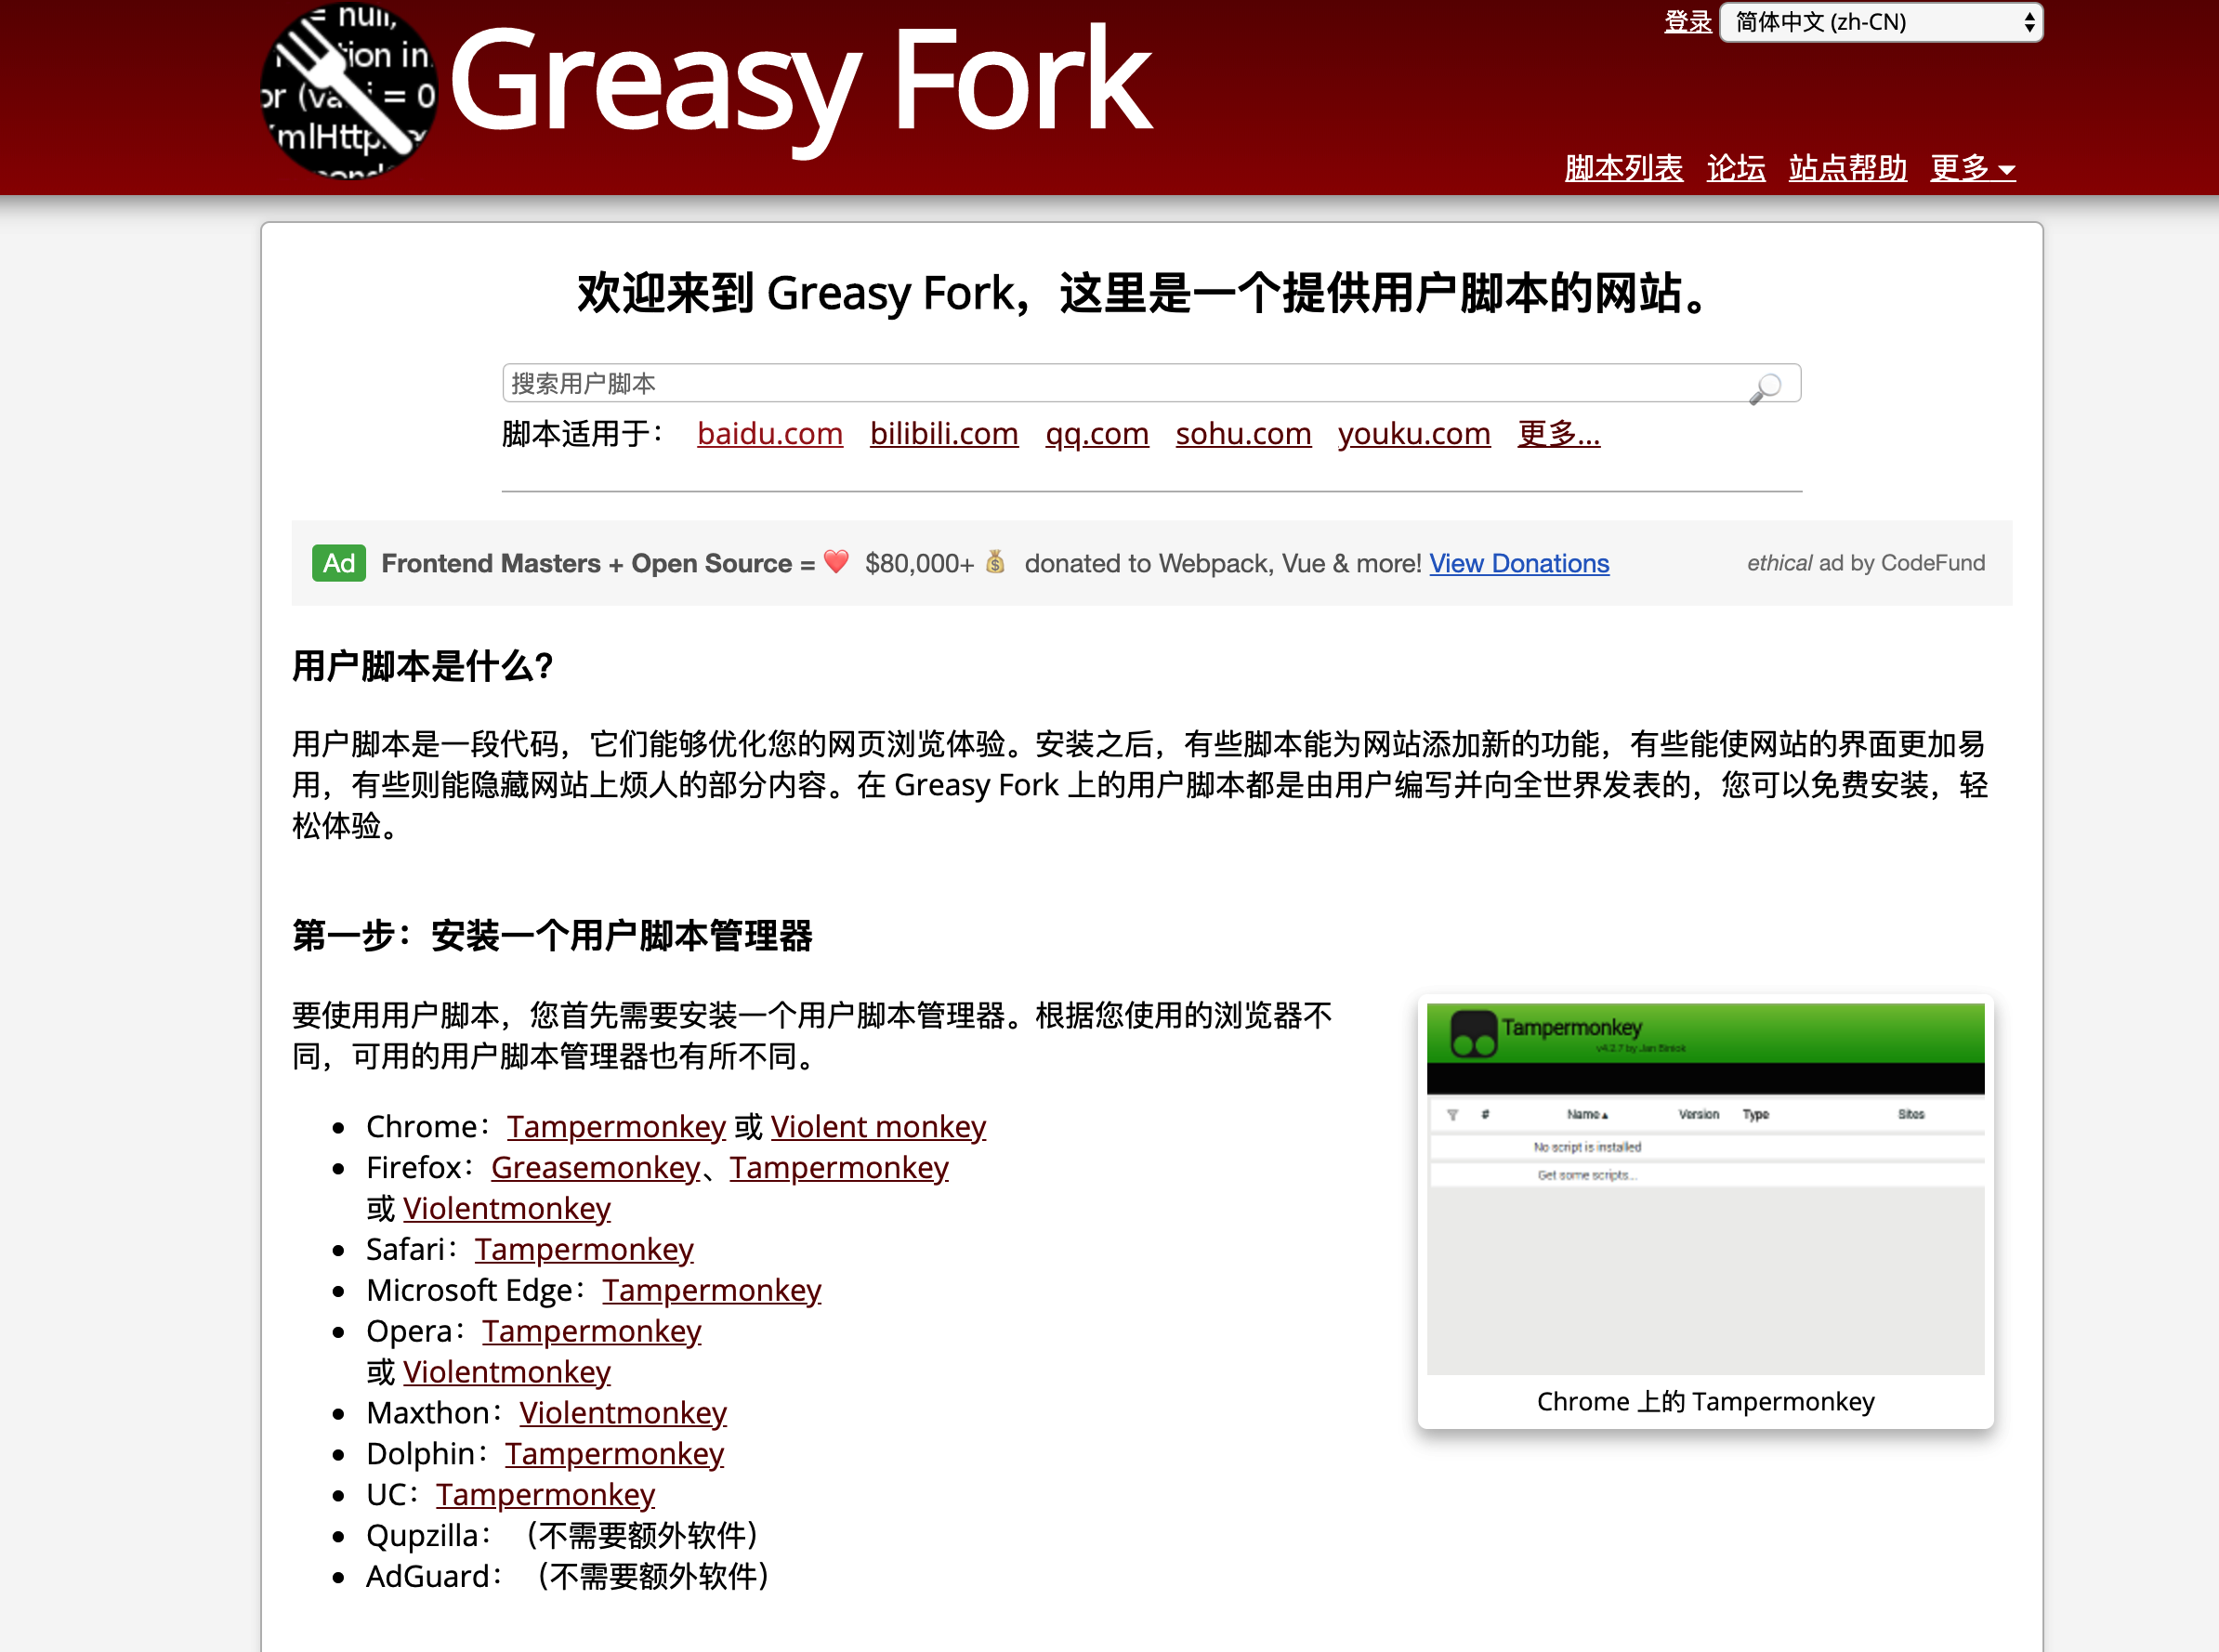 = null,
tion in
or (va i = 0
mlHttp
Greasy Fork
登录 简体中文 (zh-CN)
脚本列表 论坛 站点帮助 更多
欢迎来到 Greasy Fork，这里是一个提供用户脚本的网站。
搜索用户脚本
脚本适用于： baidu.com bilibili.com qq.com sohu.com youku.com 更多...
Ad Frontend Masters + Open Source = ❤️ $80,000+ 💰 donated to Webpack, Vue & more! View Donations ethical ad by CodeFund
用户脚本是什么?
用户脚本是一段代码，它们能够优化您的网页浏览体验。安装之后，有些脚本能为网站添加新的功能，有些能使网站的界面更加易
用，有些则能隐藏网站上烦人的部分内容。在 Greasy Fork 上的用户脚本都是由用户编写并向全世界发表的，您可以免费安装，轻
松体验。
第一步：安装一个用户脚本管理器
要使用用户脚本，您首先需要安装一个用户脚本管理器。根据您使用的浏览器不
同，可用的用户脚本管理器也有所不同。
Chrome：Tampermonkey 或 Violent monkey
Firefox：Greasemonkey、Tampermonkey
或 Violentmonkey
Safari：Tampermonkey
Microsoft Edge：Tampermonkey
Opera：Tampermonkey
或 Violentmonkey
Maxthon：Violentmonkey
Dolphin：Tampermonkey
UC：Tampermonkey
Qupzilla：（不需要额外软件）
AdGuard：（不需要额外软件）
Tampermonkey
v4.2.7 by Jan Biniok
# Name▲ Version Type Sites
No script is installed
Get some scripts...
Chrome 上的 Tampermonkey